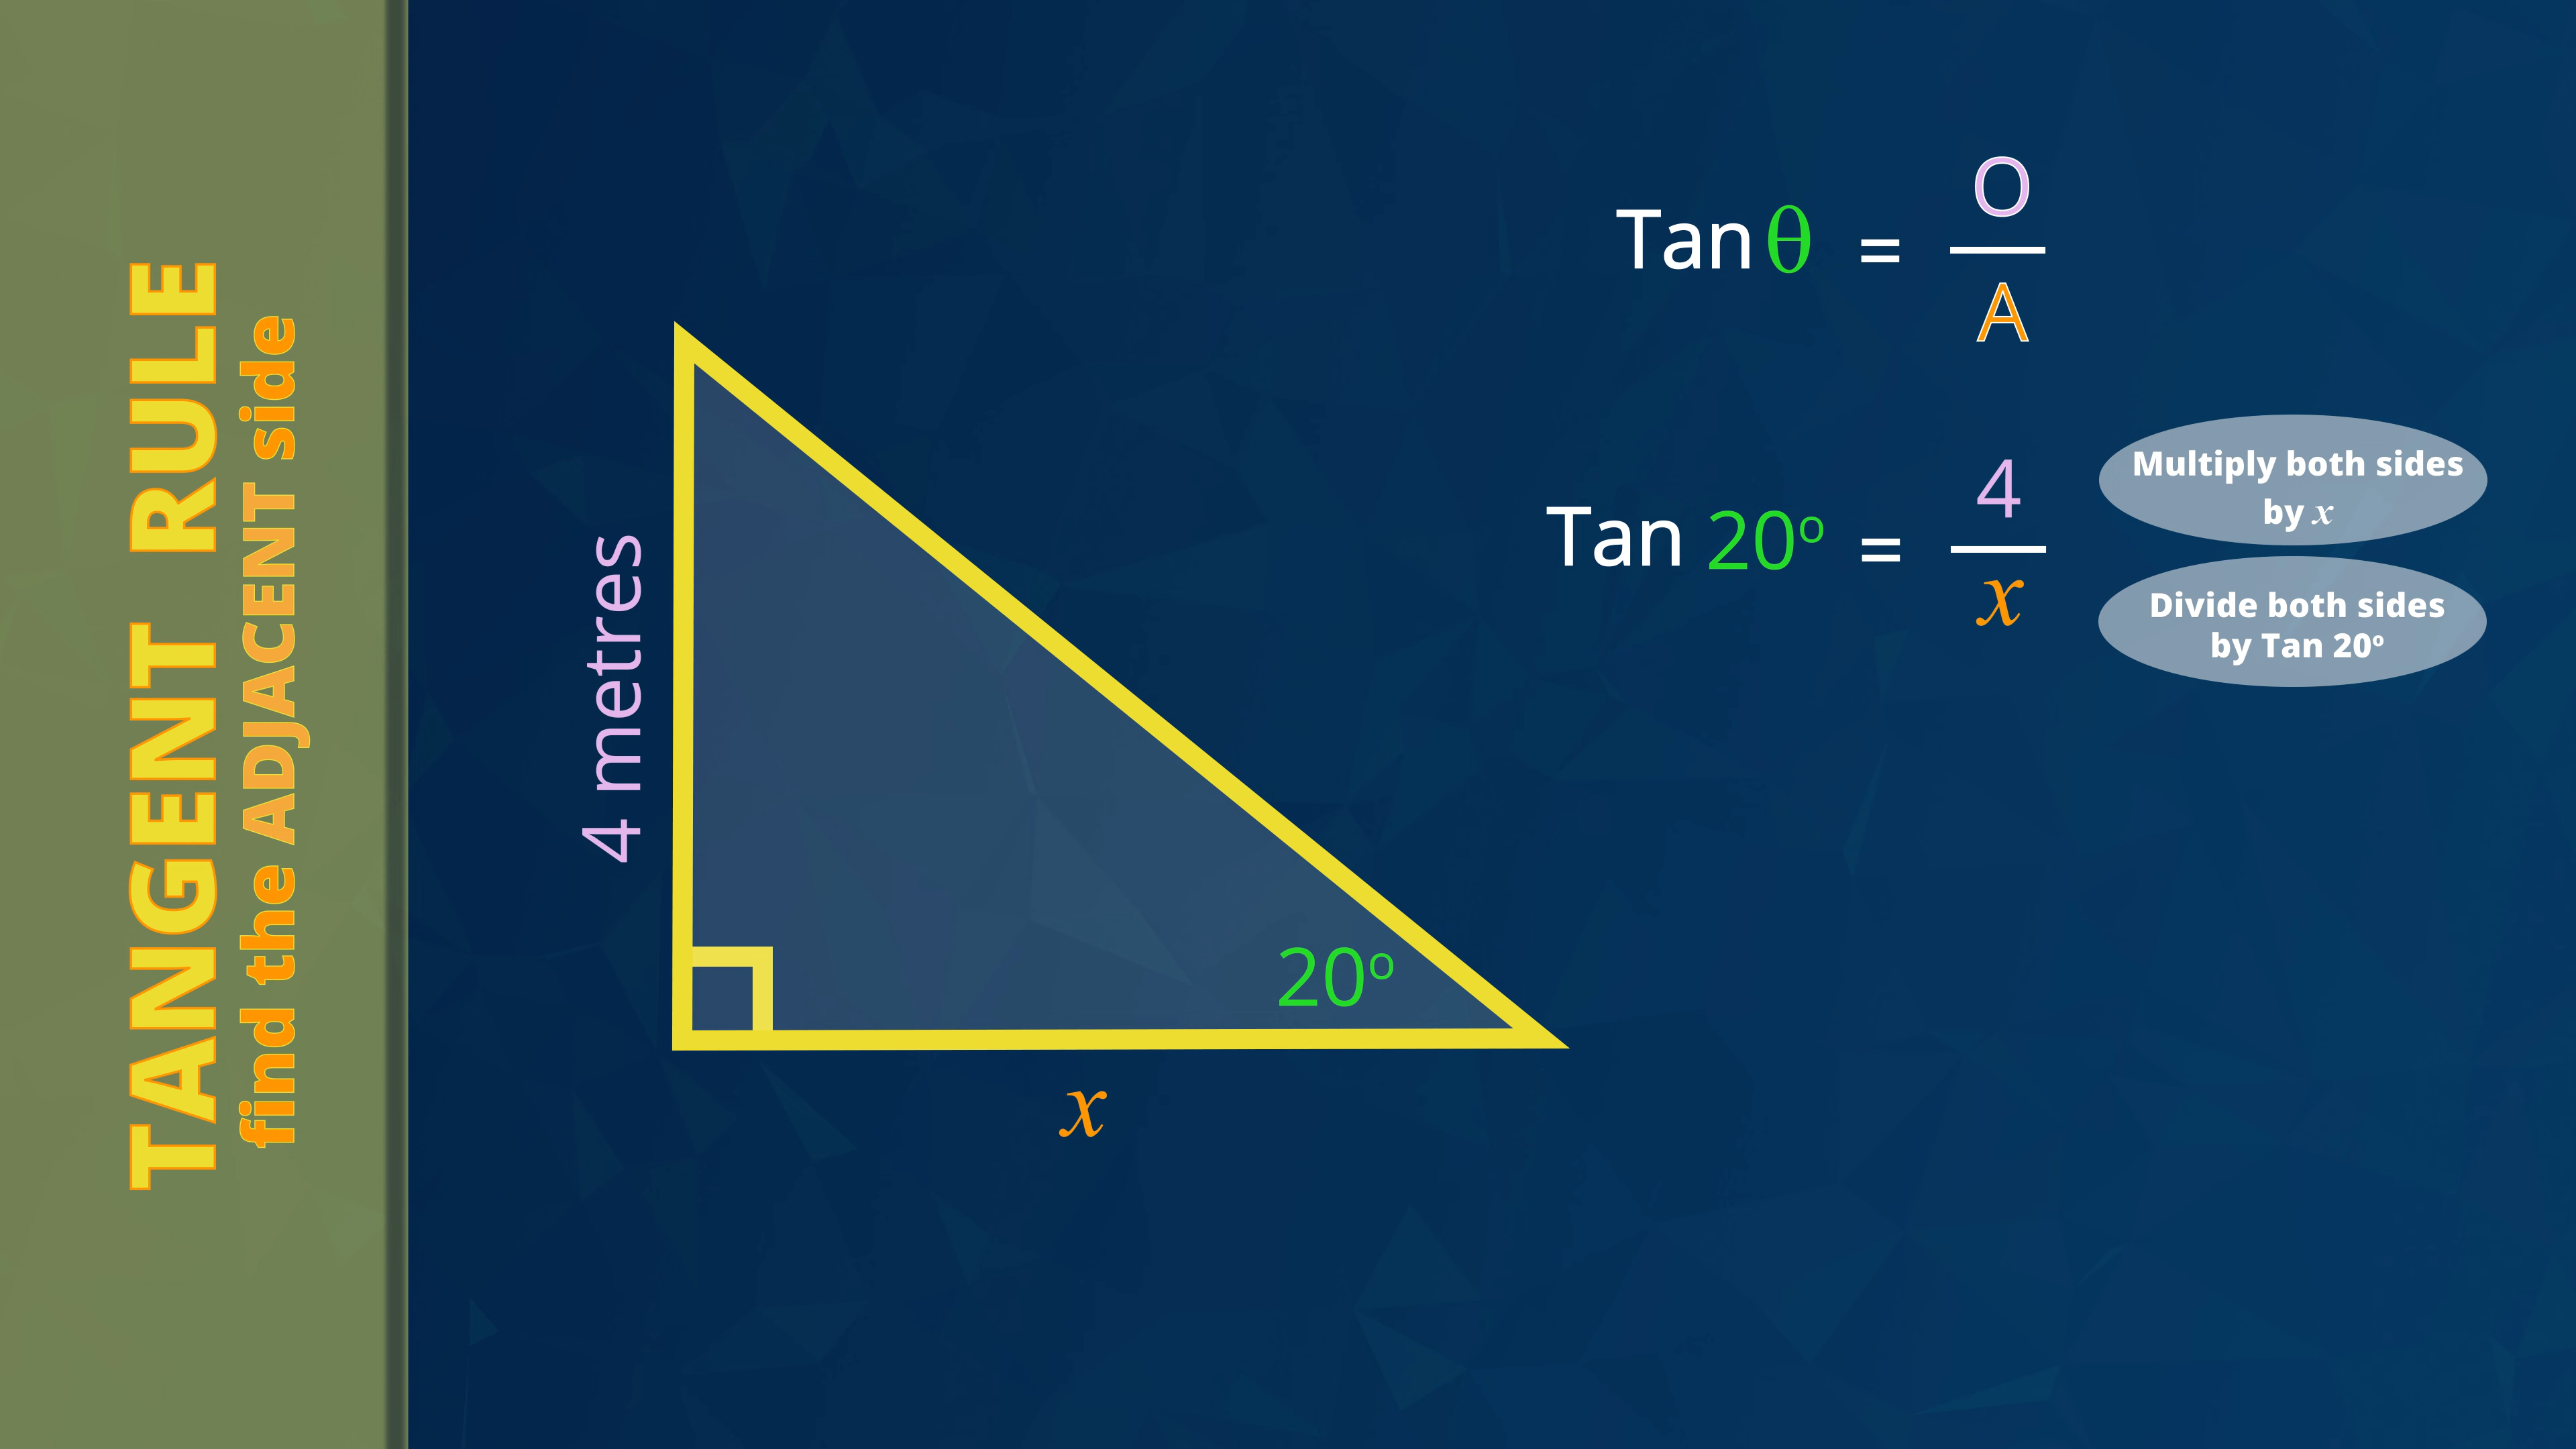 TANGENT RULE
find the ADJACENT side
4 metres
20º
x
Tan θ = O
A
Tan 20º = 4
x
Multiply both sides
by x
Divide both sides
by Tan 20º